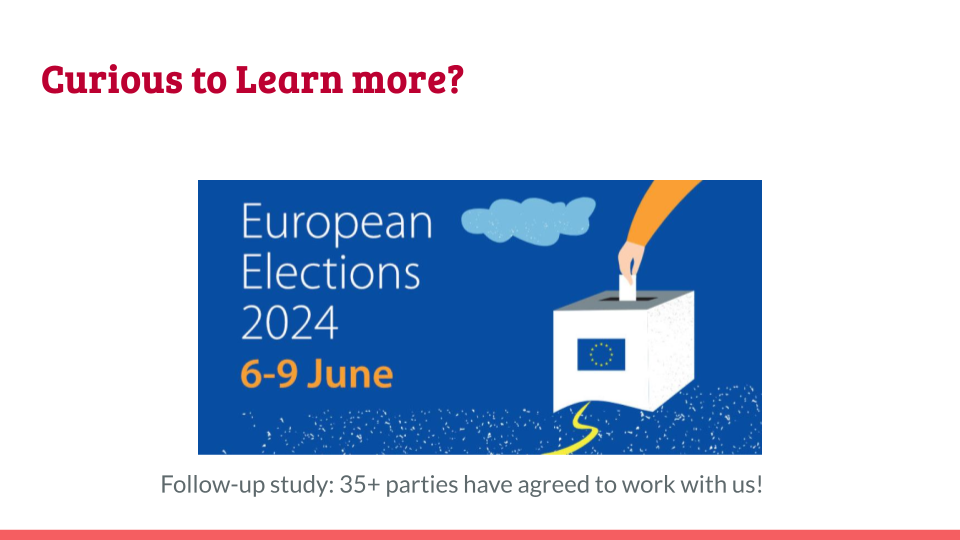 Curious to Learn more?
European
Elections
2024
6-9 June
Follow-up study: 35+ parties have agreed to work with us!